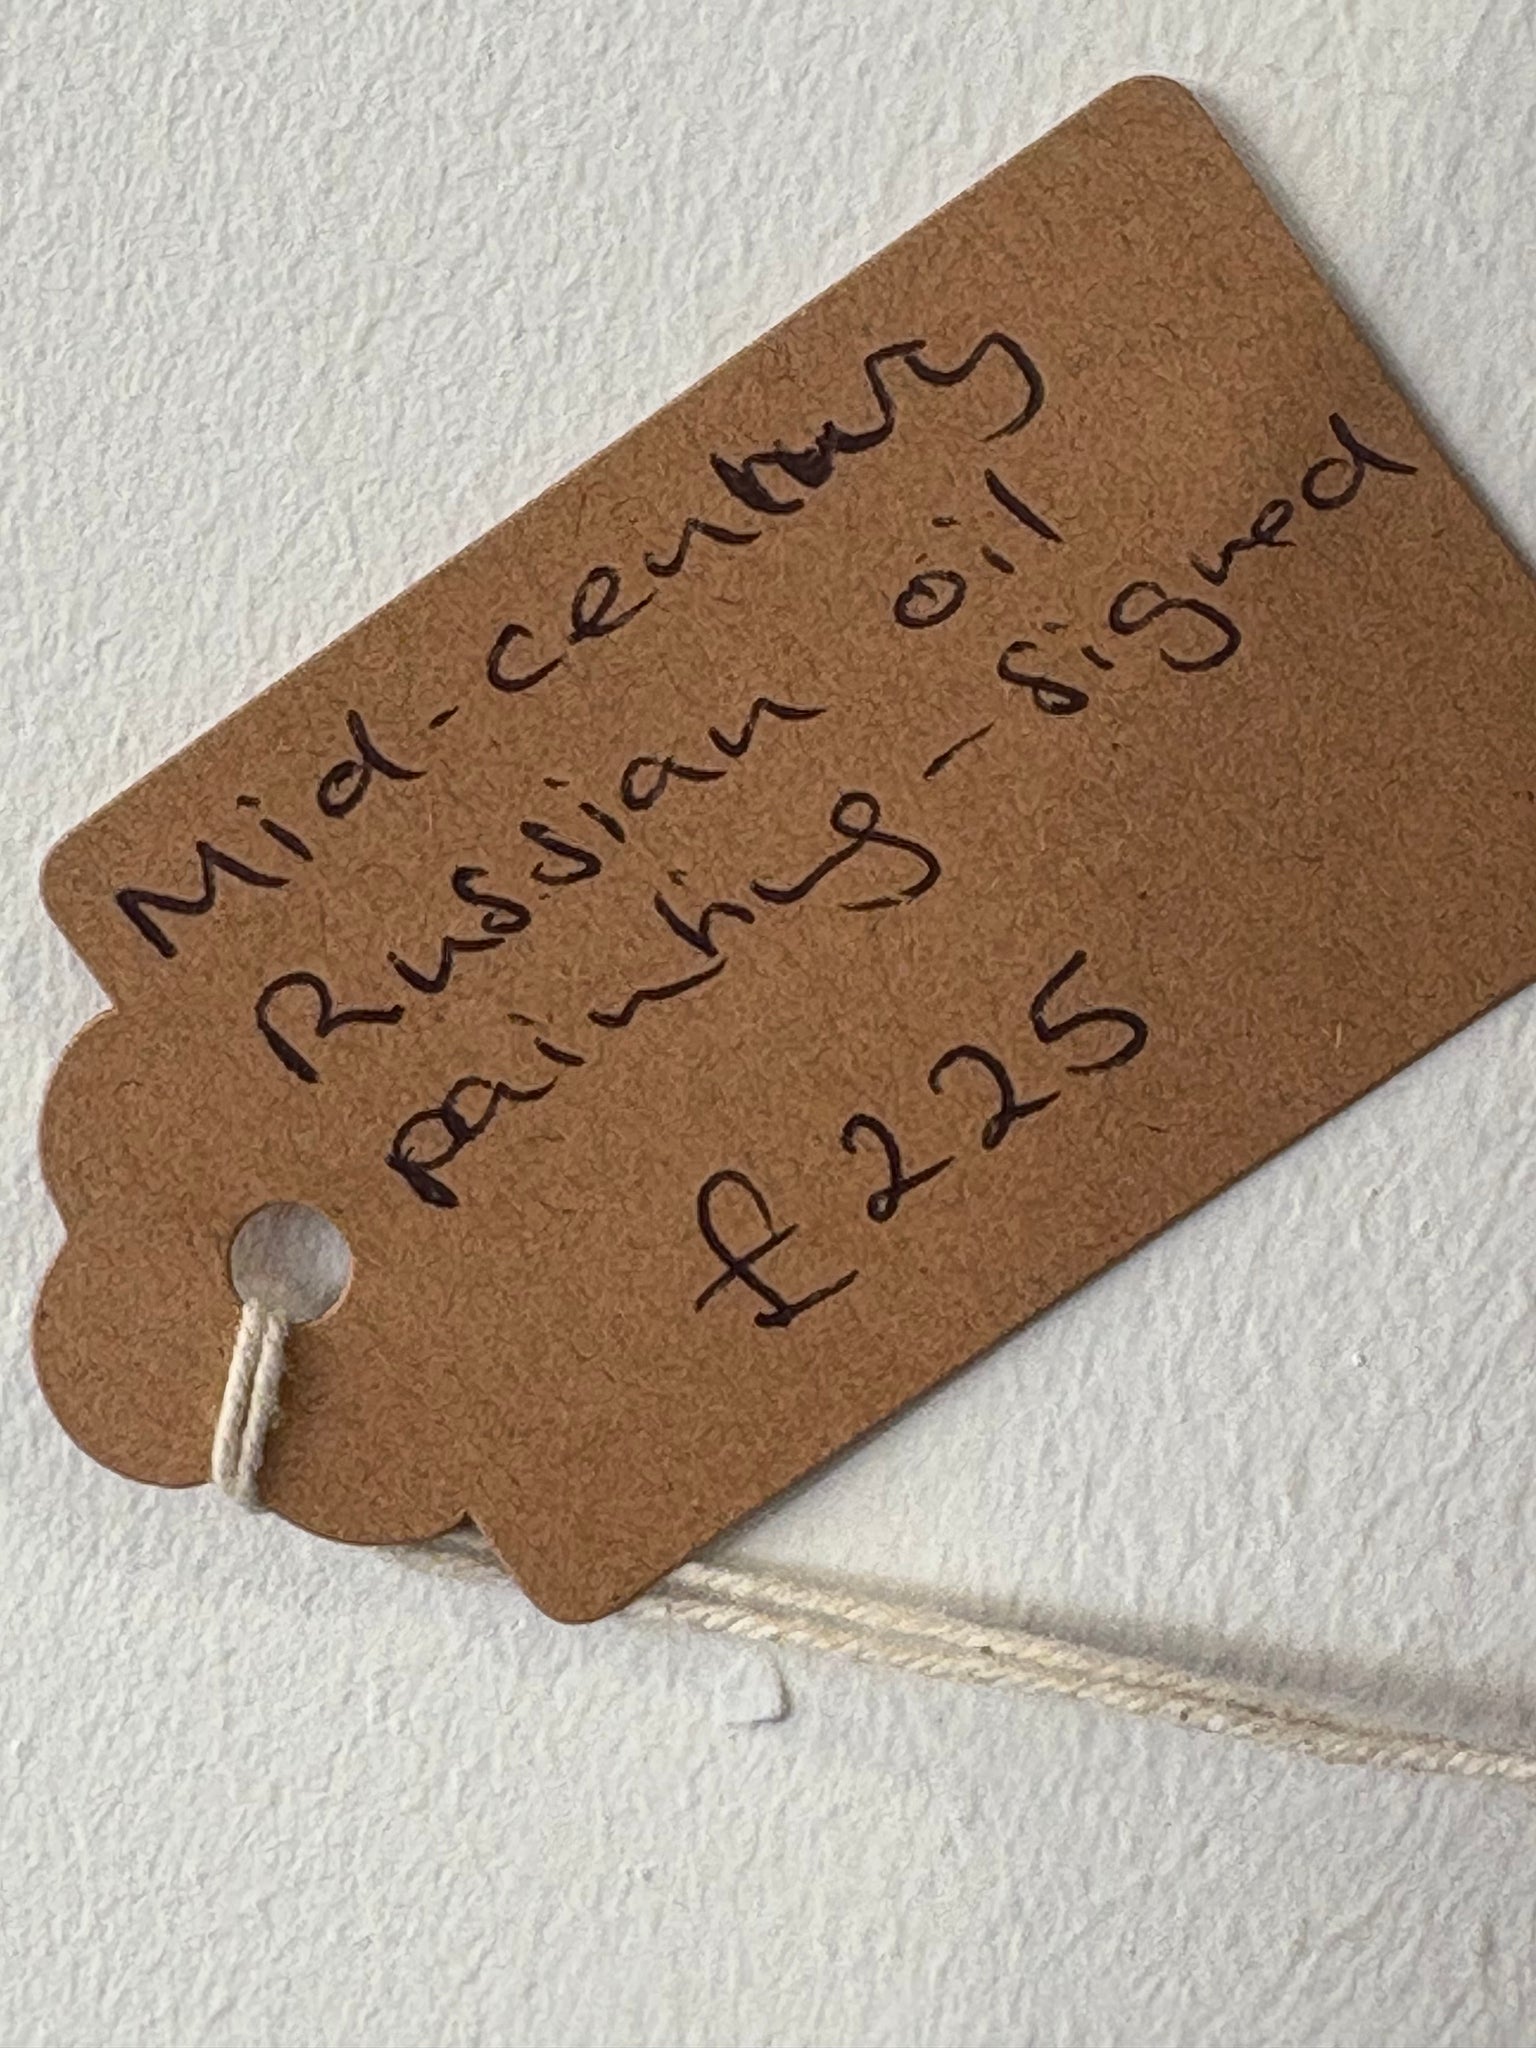 Mid-century
Russian oil
painting - signed
£225